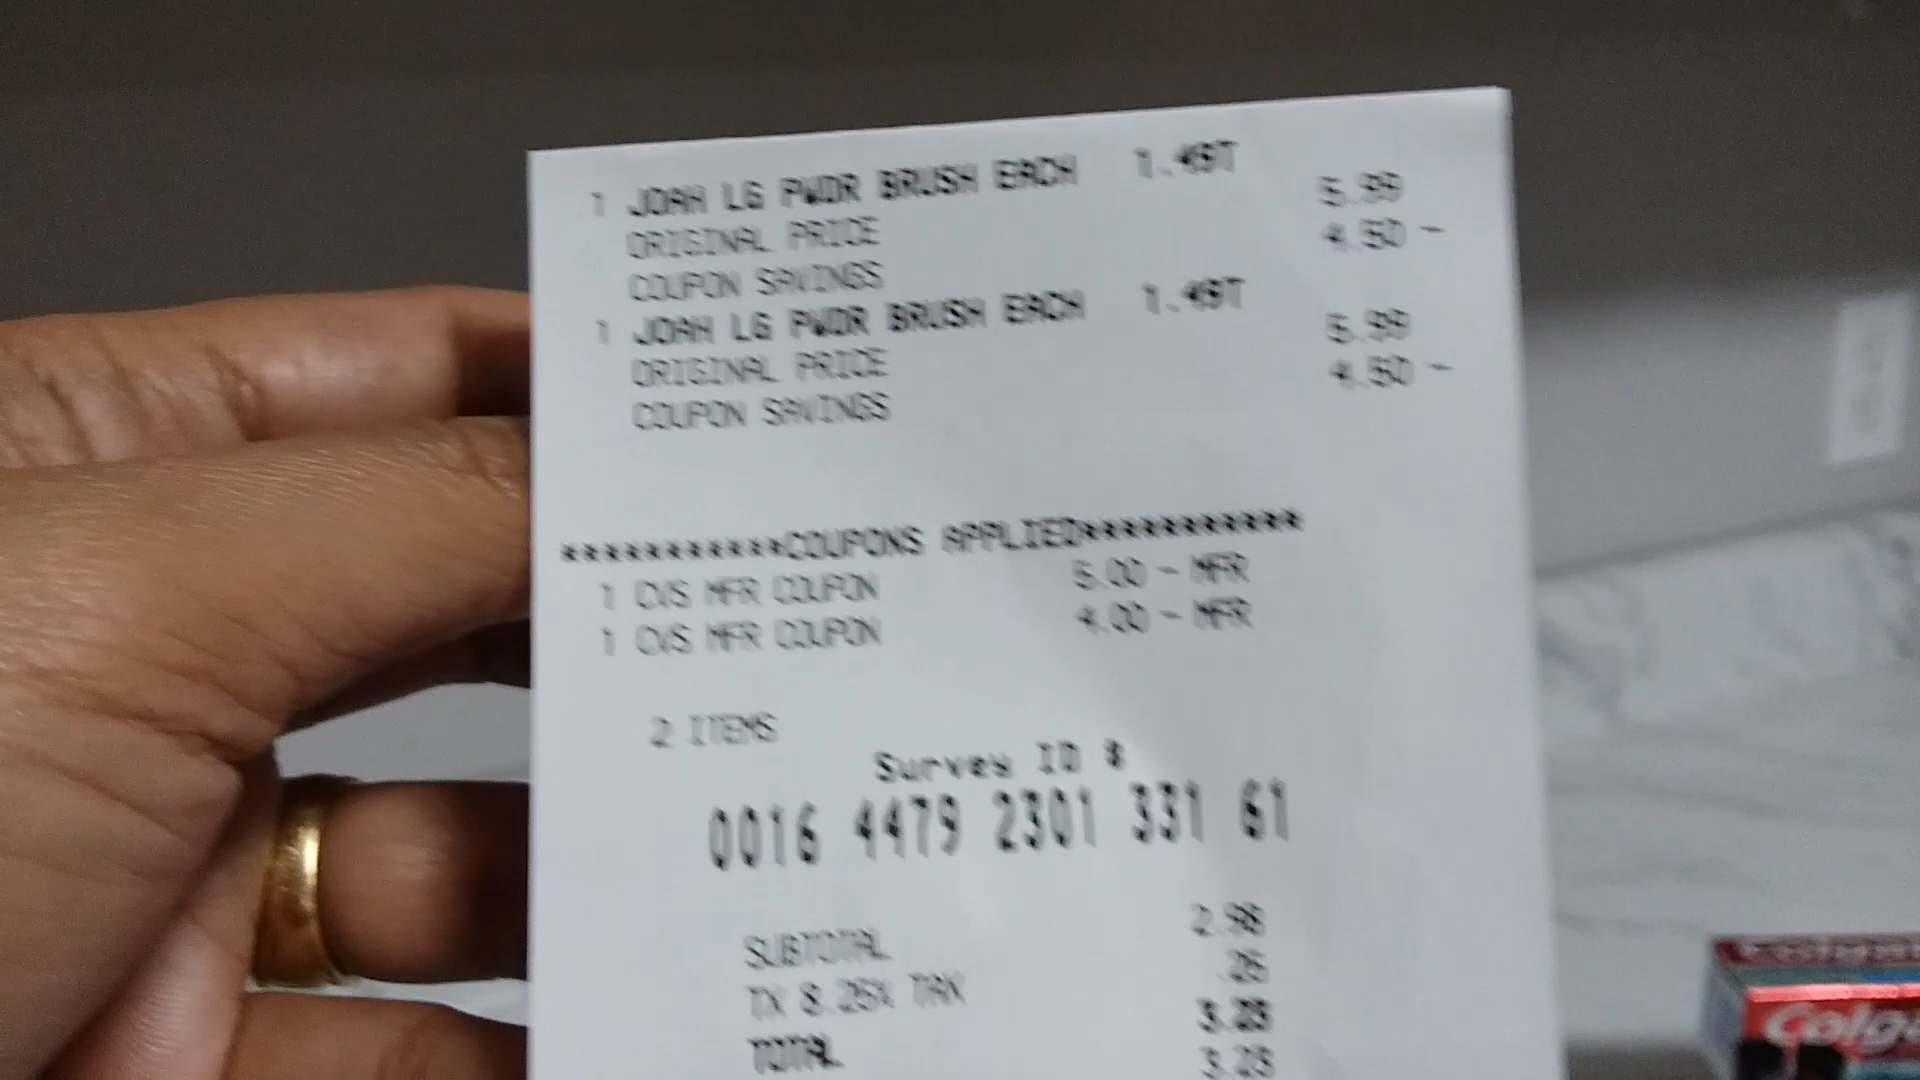 1 JOAH LG PWDR BRUSH EACH 1.49T
ORIGINAL PRICE 5.99
COUPON SAVINGS 4.50 -
1 JOAH LG PWDR BRUSH EACH 1.49T
ORIGINAL PRICE 5.99
COUPON SAVINGS 4.50 -
***********COUPONS APPLIED***********
1 CVS MFR COUPON 5.00 - MFR
1 CVS MFR COUPON 4.00 - MFR
2 ITEMS
Survey ID #
0016 4479 2301 331 61
SUBTOTAL 2.98
TX 8.25% TAX .25
TOTAL 3.23
3.23
Colga